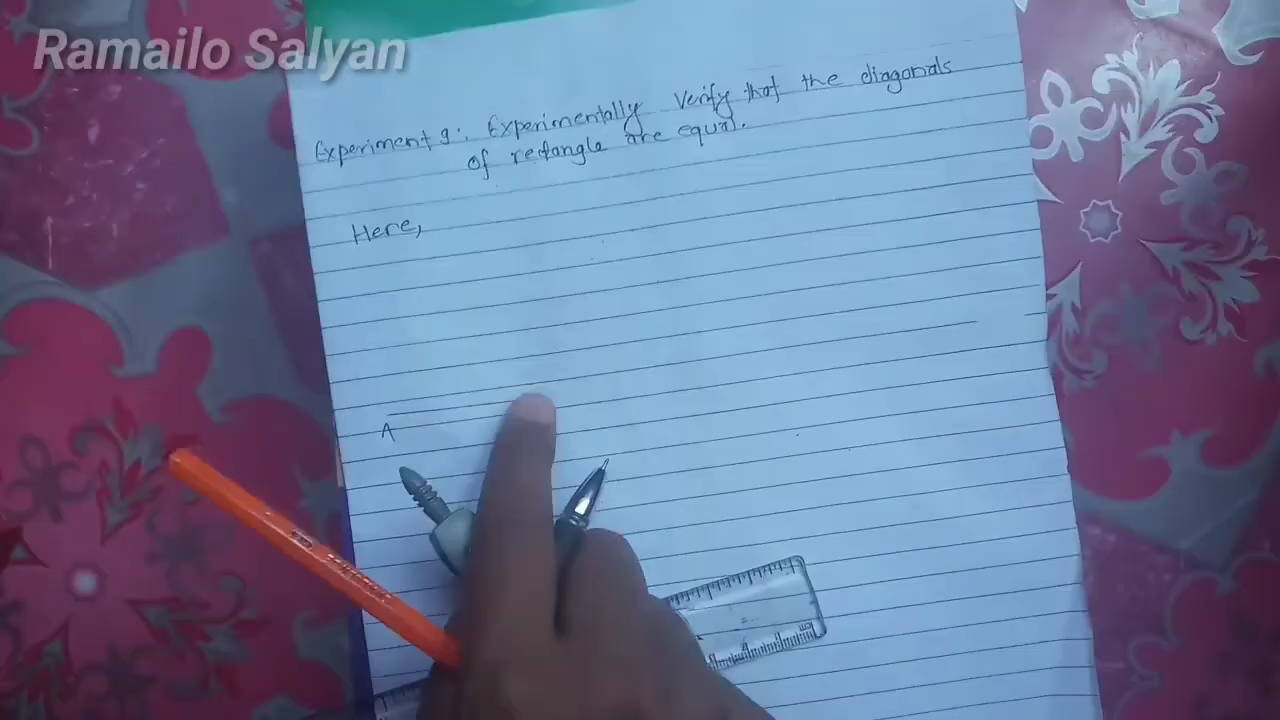 Ramailo Salyan
Experiment 9:. Experimentally verify that the diagonals
of rectangle are equal.
Here,
A